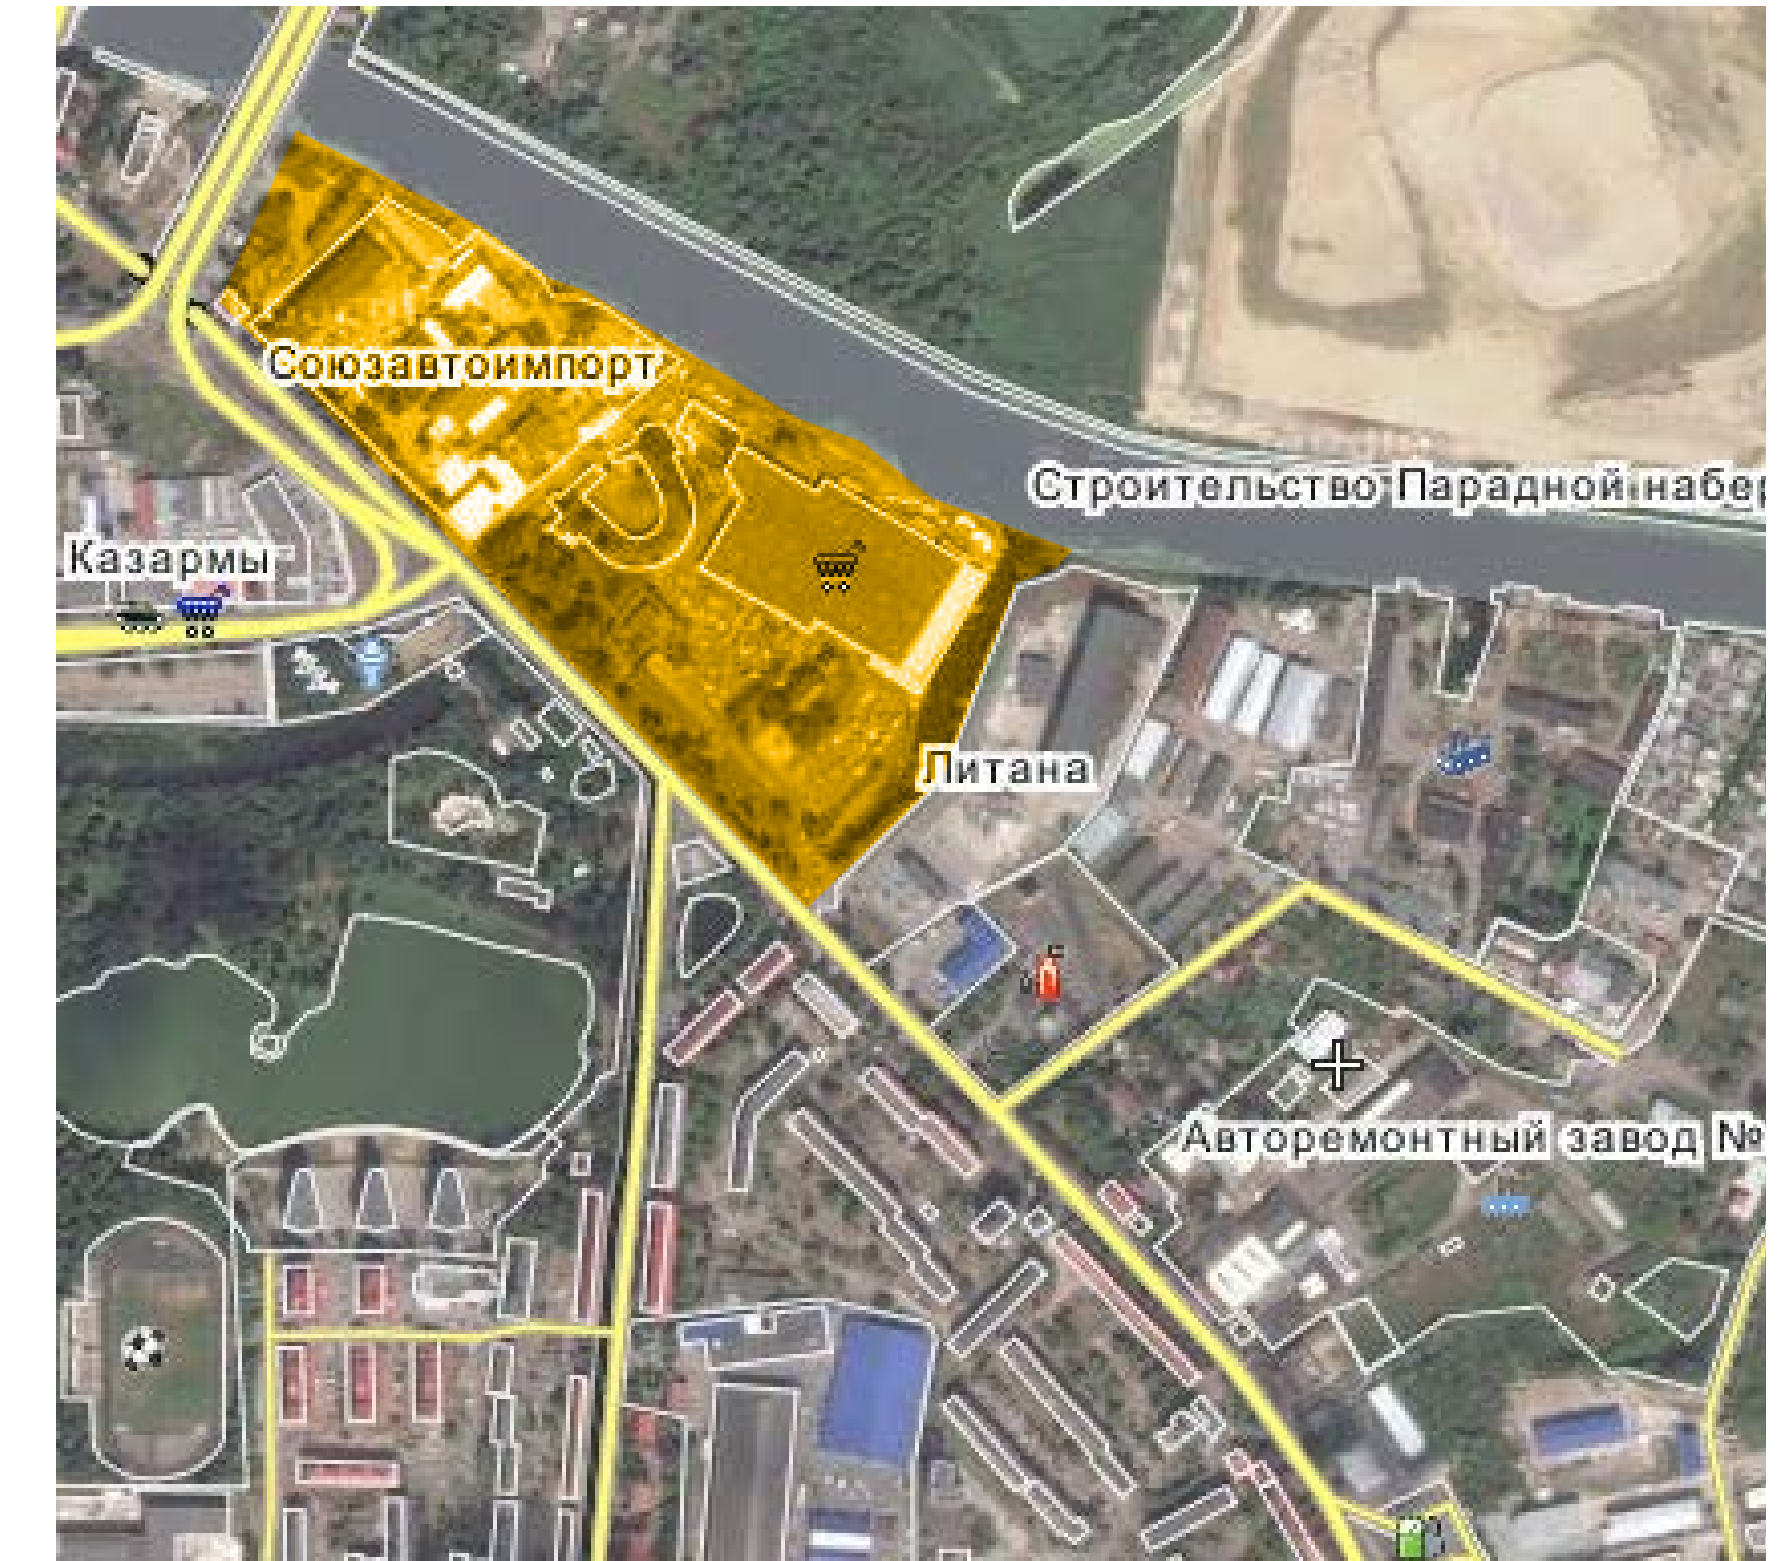 Союзавтоимпорт
Строительство Парадной набер
Казармы
Литана
Авторемонтный завод №